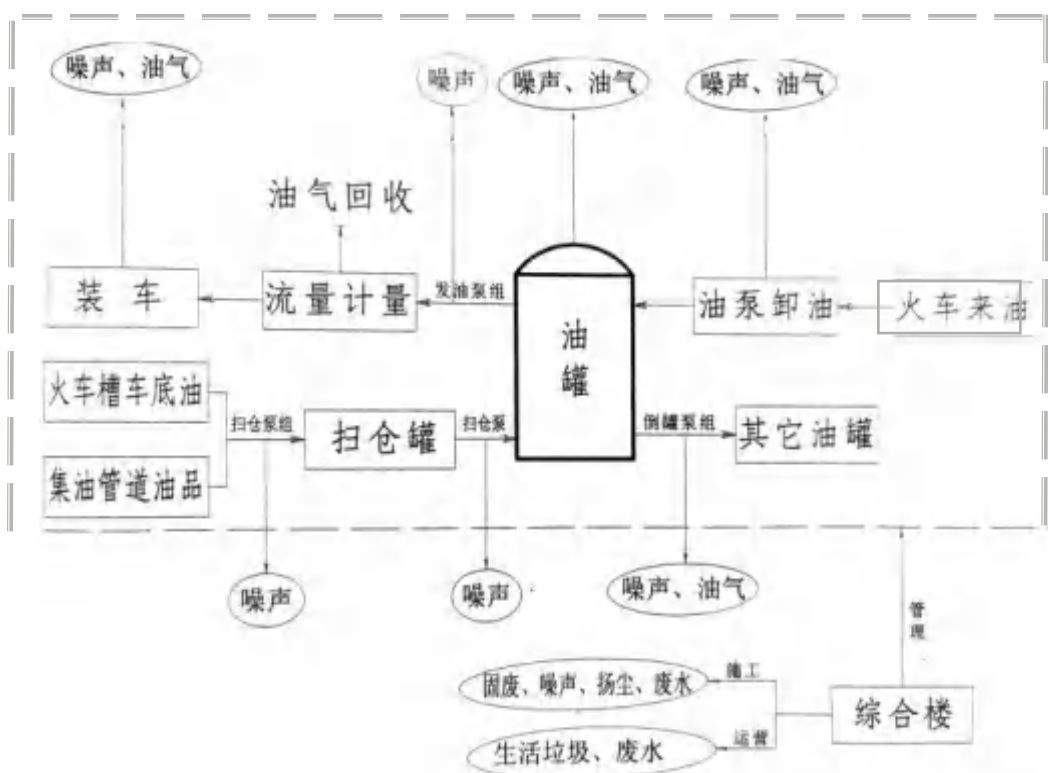 噪声、油气
噪声
噪声、油气
噪声、油气
油气回收
装车
流量计量
发油泵组
油罐
油泵卸油
火车来油
火车槽车底油
集油管道油品
扫仓泵组
扫仓罐
扫仓泵
倒罐泵组
其它油罐
噪声
噪声
噪声、油气
管理
固废、噪声、扬尘、废水
施工
综合楼
生活垃圾、废水
运营